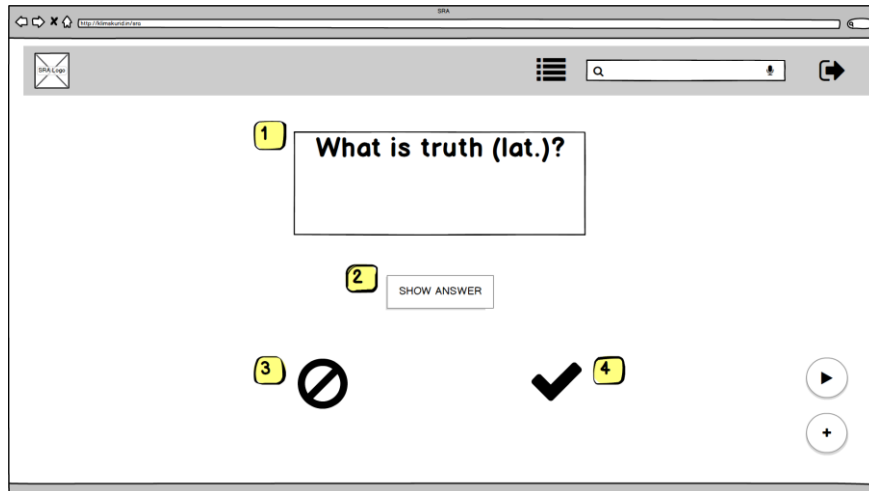 SRA
http://klimakund.in/sra
SRA Logo
1
What is truth (lat.)?
2
SHOW ANSWER
3
4